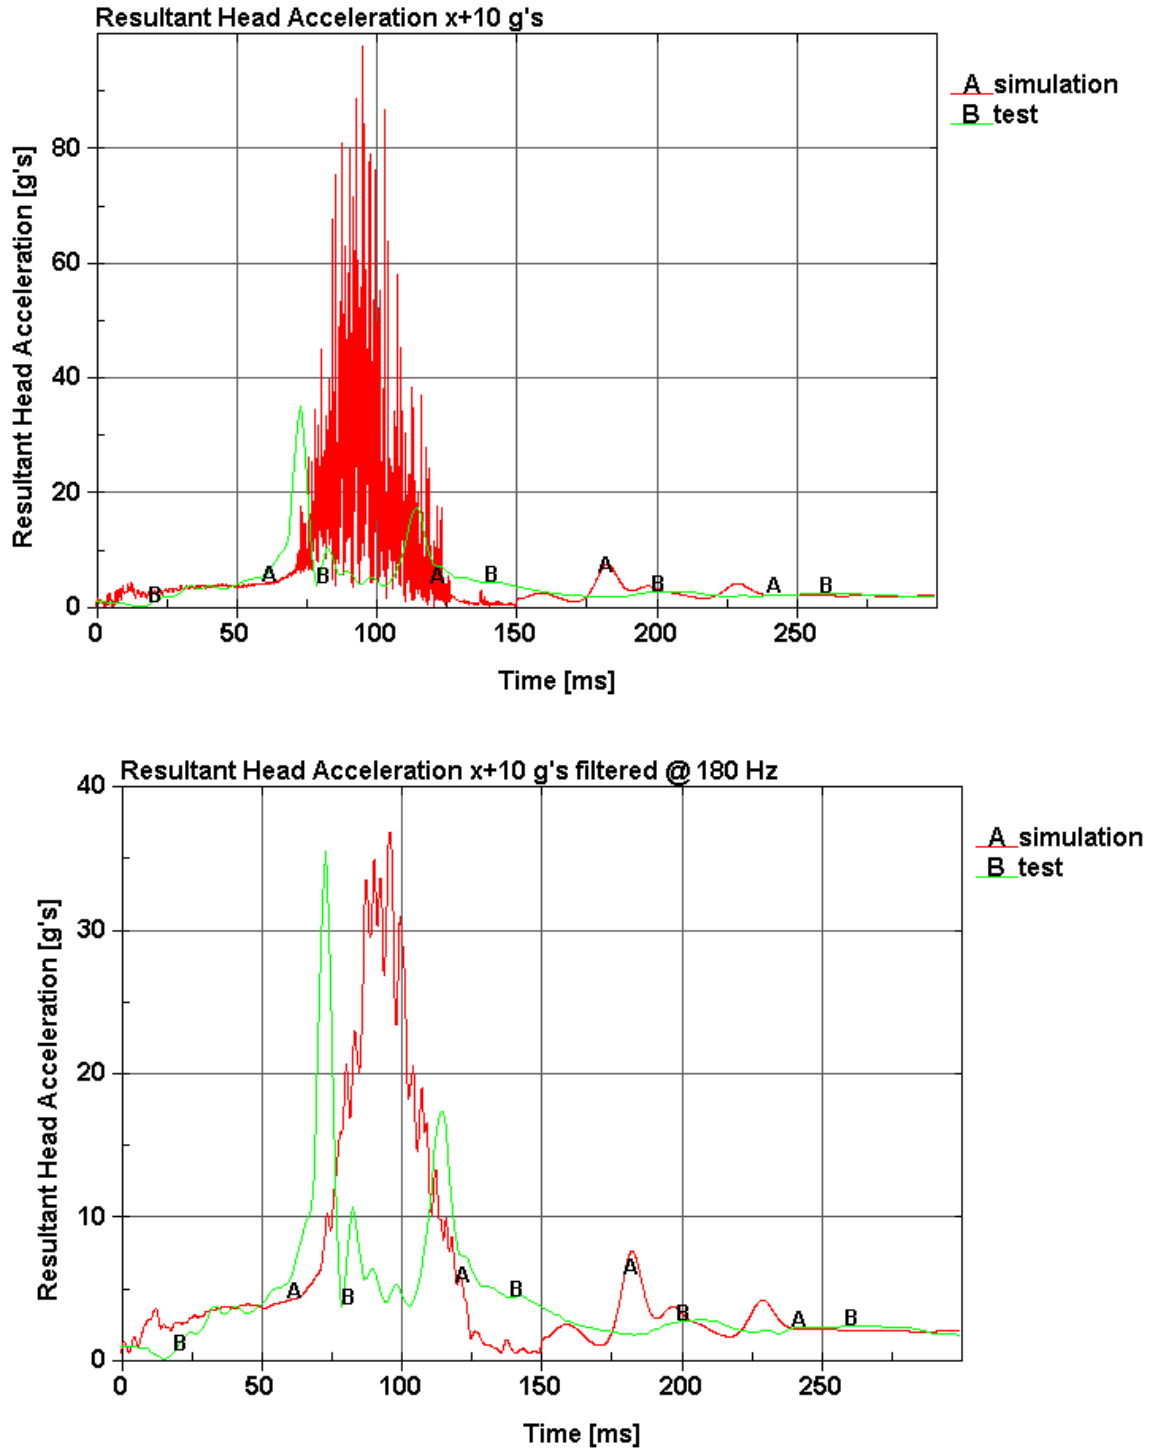 Resultant Head Acceleration x+10 g's
A simulation
B test
Resultant Head Acceleration [g's]
80
60
40
20
0
A
B
B
A
B
A
B
A
B
0 50 100 150 200 250
Time [ms]
Resultant Head Acceleration x+10 g's filtered @ 180 Hz
A simulation
B test
Resultant Head Acceleration [g's]
40
30
20
10
0
A
B
B
A
B
A
B
A
B
0 50 100 150 200 250
Time [ms]